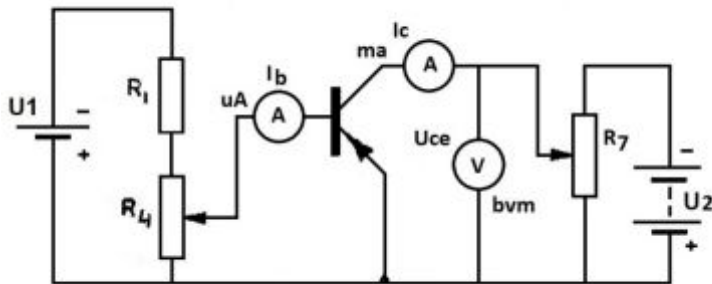 Ic
ma
A
Ib
uA
A
U1
-
+
R1
R4
Uce
V
bvm
R7
-
U2
+